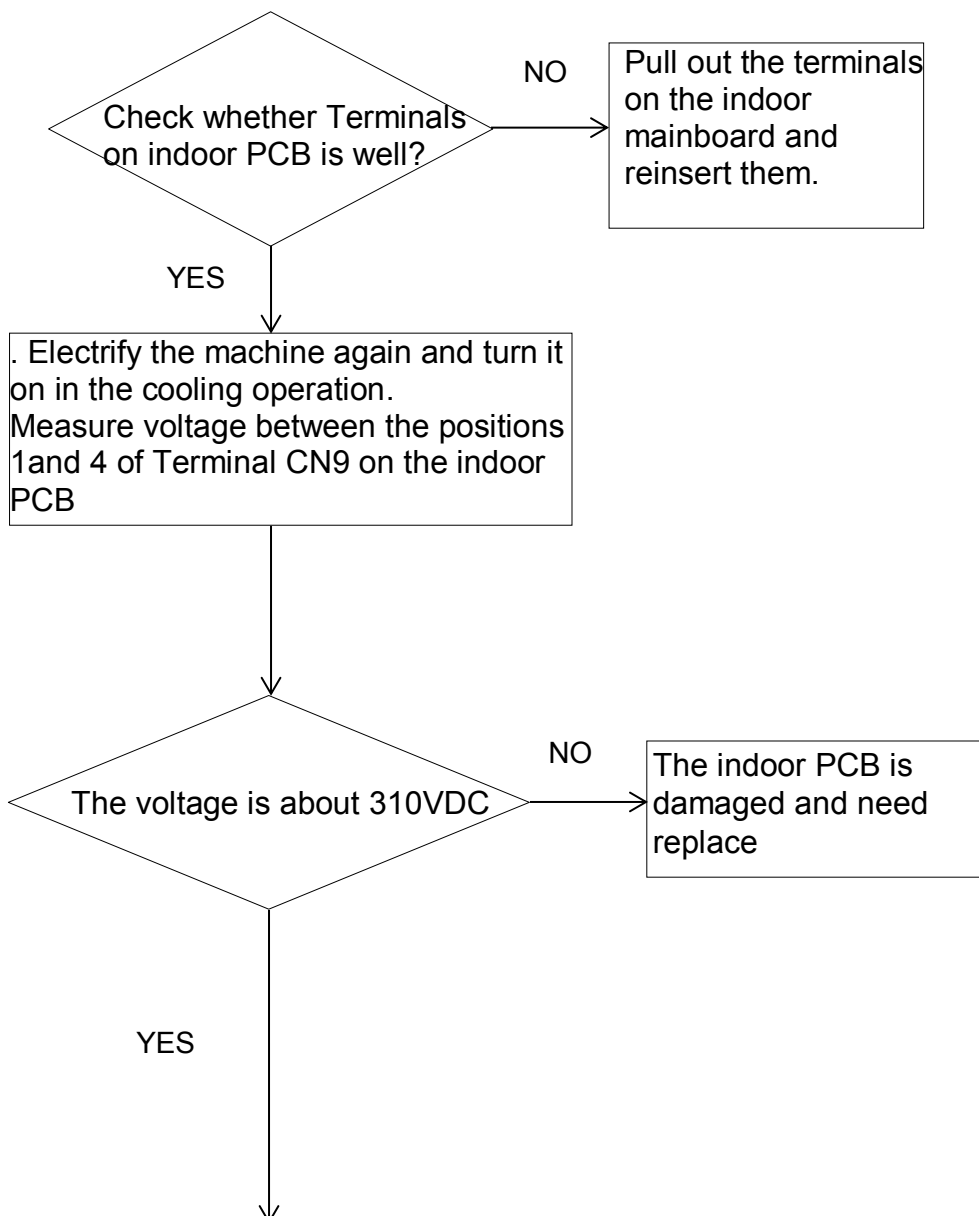 Check whether Terminals
on indoor PCB is well?
NO
Pull out the terminals
on the indoor
mainboard and
reinsert them.
YES
. Electrify the machine again and turn it
on in the cooling operation.
Measure voltage between the positions
1and 4 of Terminal CN9 on the indoor
PCB
The voltage is about 310VDC
NO
The indoor PCB is
damaged and need
replace
YES